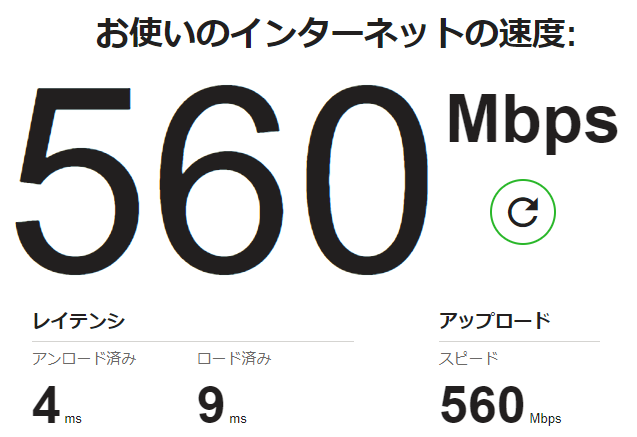 お使いのインターネットの速度:
560 Mbps
レイテンシ
アップロード
アンロード済み
ロード済み
スピード
4 ms
9 ms
560 Mbps